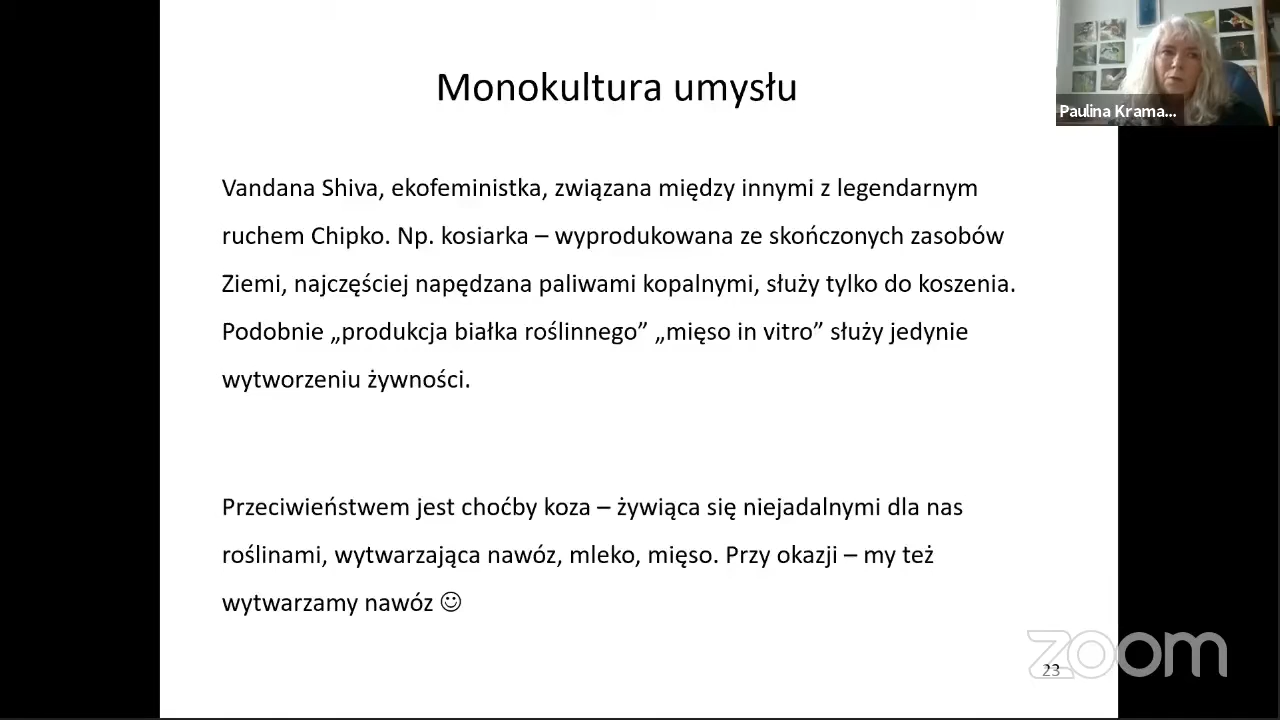 Monokultura umysłu
Paulina Krama...
Vandana Shiva, ekofeministka, związana między innymi z legendarnym
ruchem Chipko. Np. kosiarka – wyprodukowana ze skończonych zasobów
Ziemi, najczęściej napędzana paliwami kopalnymi, służy tylko do koszenia.
Podobnie „produkcja białka roślinnego” „mięso in vitro” służy jedynie
wytworzeniu żywności.
Przeciwieństwem jest choćby koza – żywiąca się niejadalnymi dla nas
roślinami, wytwarzająca nawóz, mleko, mięso. Przy okazji – my też
wytwarzamy nawóz ☺
23
zoom